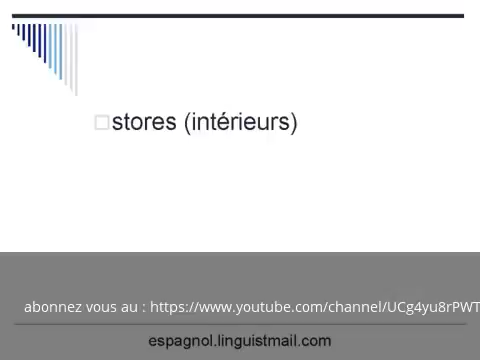 stores (intérieurs)
abonnez vous au : https://www.youtube.com/channel/UCg4yu8rPWT
espagnol.linguistmail.com